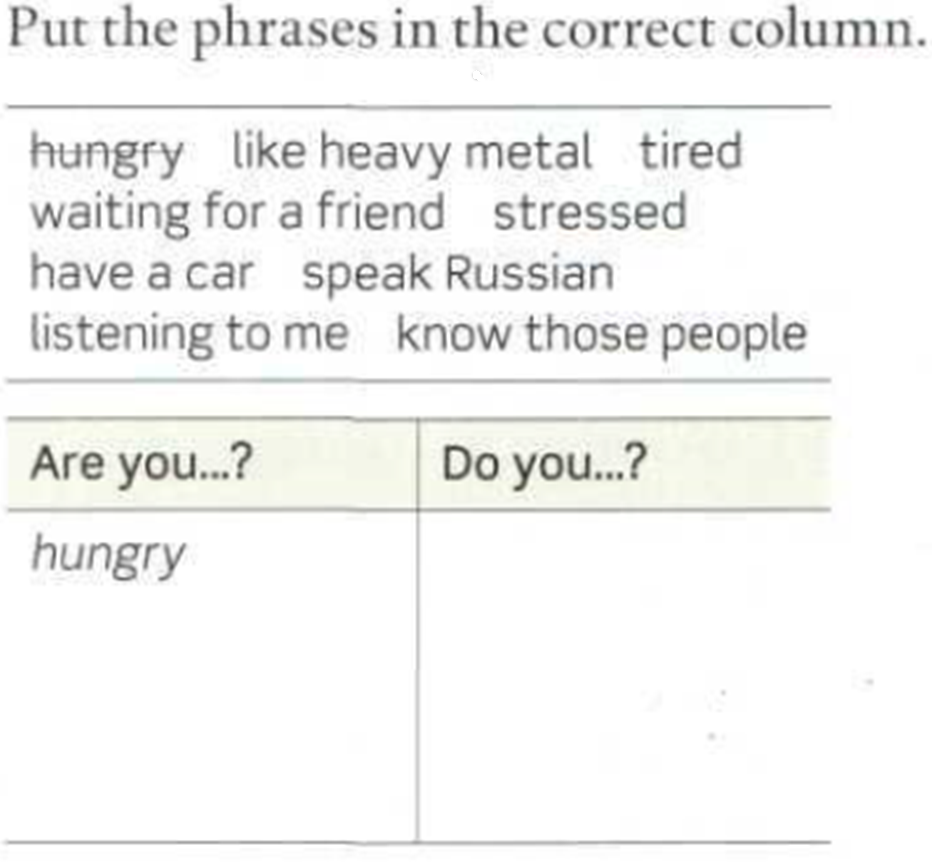 Put the phrases in the correct column.
hungry like heavy metal tired
waiting for a friend stressed
have a car speak Russian
listening to me know those people
Are you...? Do you...?
hungry